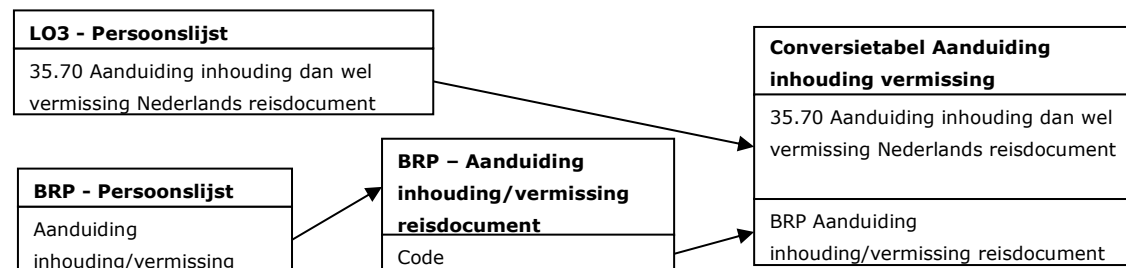 LO3 - Persoonslijst
35.70 Aanduiding inhouding dan wel
vermissing Nederlands reisdocument
Conversietabel Aanduiding
inhouding vermissing
35.70 Aanduiding inhouding dan wel
vermissing Nederlands reisdocument
BRP Aanduiding
inhouding/vermissing reisdocument
BRP - Persoonslijst
Aanduiding
inhouding/vermissing
BRP – Aanduiding
inhouding/vermissing
reisdocument
Code